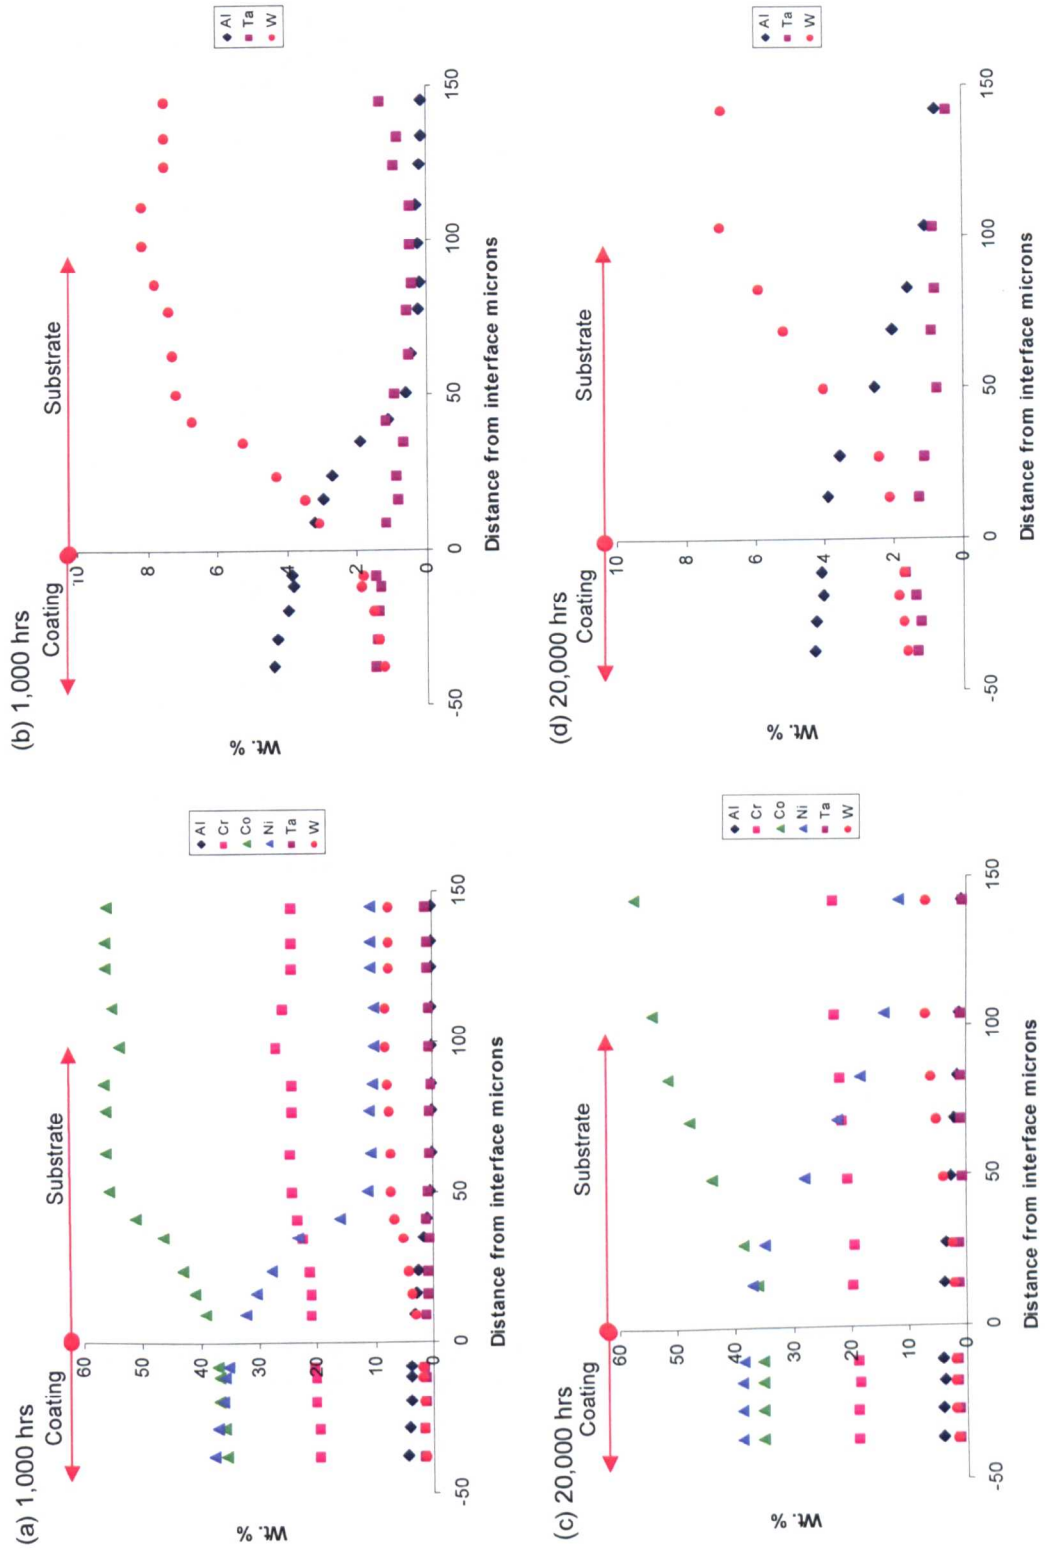 (a) 1,000 hrs
Coating
Substrate
Wt. %
60
50
40
30
20
10
0
-50
0
50
100
150
Distance from interface microns
Al
Cr
Co
Ni
Ta
W
(b) 1,000 hrs
Coating
Substrate
Wt. %
10
8
6
4
2
0
-50
0
50
100
150
Distance from interface microns
Al
Ta
W
(c) 20,000 hrs
Coating
Substrate
Wt. %
60
50
40
30
20
10
0
-50
0
50
100
150
Distance from interface microns
Al
Cr
Co
Ni
Ta
W
(d) 20,000 hrs
Coating
Substrate
Wt. %
10
8
6
4
2
0
-50
0
50
100
150
Distance from interface microns
Al
Ta
W